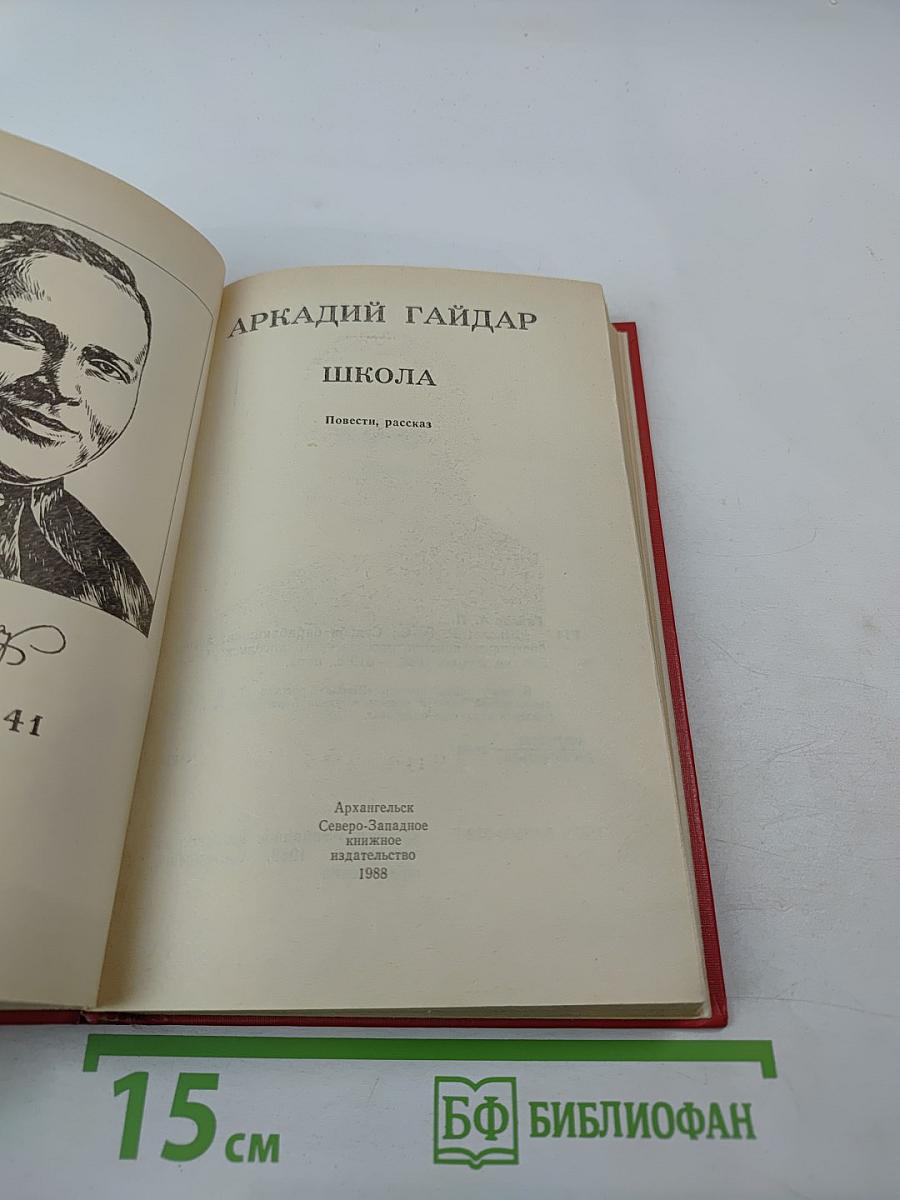 41
АРКАДИЙ ГАЙДАР
ШКОЛА
Повести, рассказ
Архангельск
Северо-Западное
книжное
издательство
1988
15 см
БФ БИБЛИОФАН